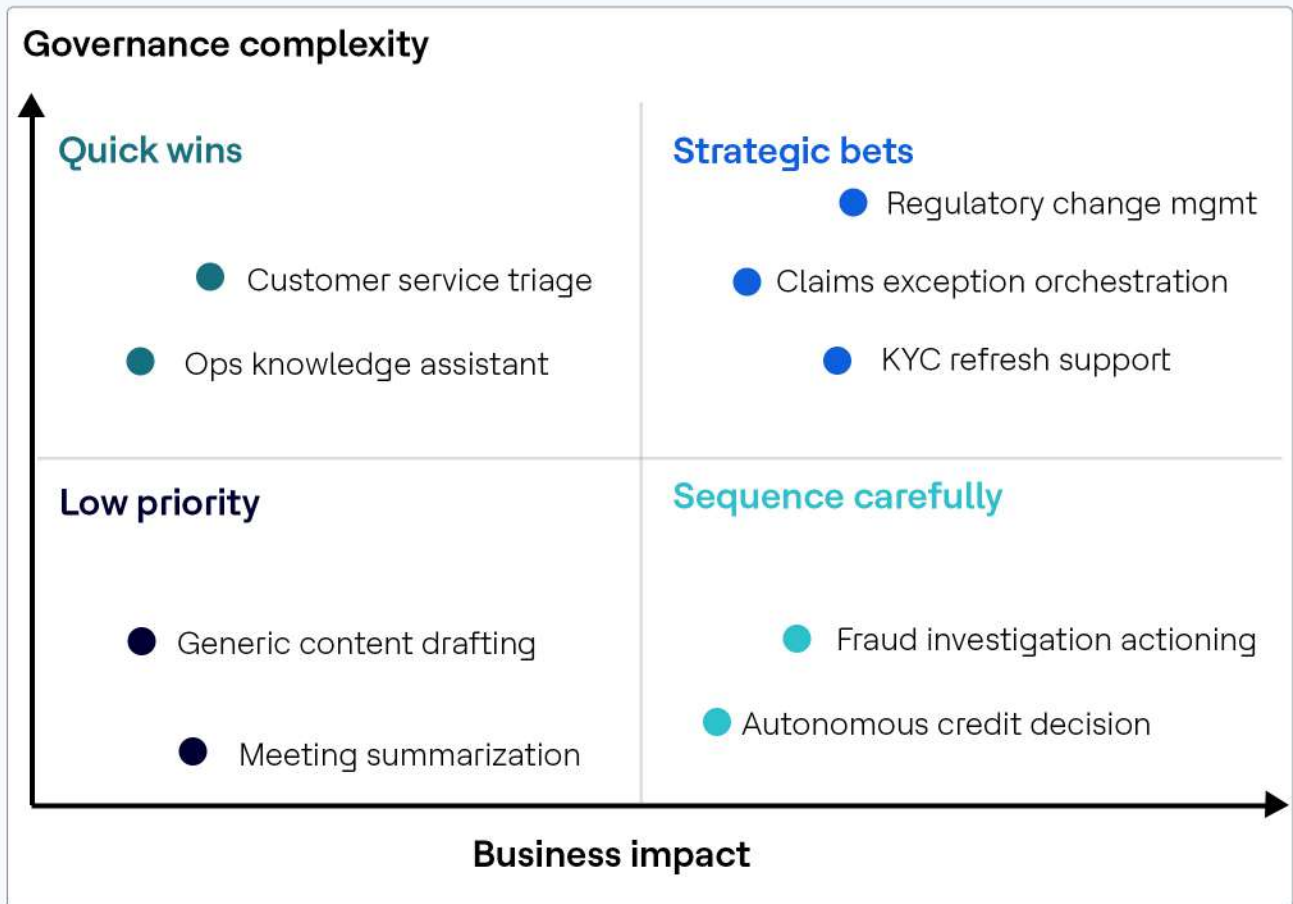 Governance complexity
Quick wins
Customer service triage
Ops knowledge assistant
Strategic bets
Regulatory change mgmt
Claims exception orchestration
KYC refresh support
Low priority
Generic content drafting
Meeting summarization
Sequence carefully
Fraud investigation actioning
Autonomous credit decision
Business impact